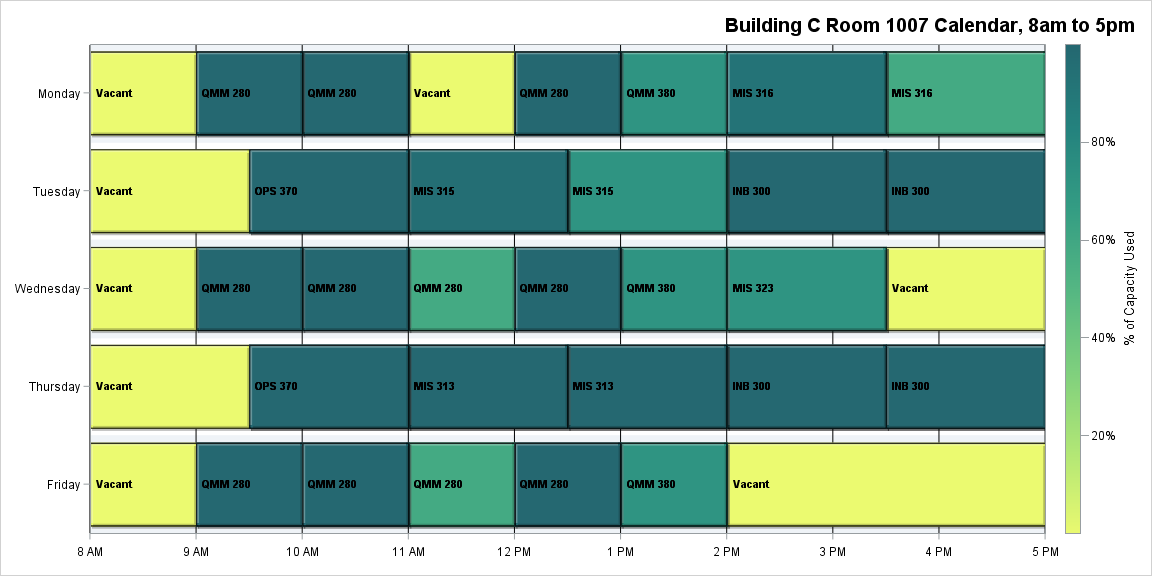 Building C Room 1007 Calendar, 8am to 5pm
Monday Vacant QMM 280 QMM 280 Vacant QMM 280 QMM 380 MIS 316 MIS 316
80%
Tuesday Vacant OPS 370 MIS 315 MIS 315 INB 300 INB 300
60%
% of Capacity Used
Wednesday Vacant QMM 280 QMM 280 QMM 280 QMM 280 QMM 380 MIS 323 Vacant
40%
Thursday Vacant OPS 370 MIS 313 MIS 313 INB 300 INB 300
20%
Friday Vacant QMM 280 QMM 280 QMM 280 QMM 280 QMM 380 Vacant
8 AM 9 AM 10 AM 11 AM 12 PM 1 PM 2 PM 3 PM 4 PM 5 PM